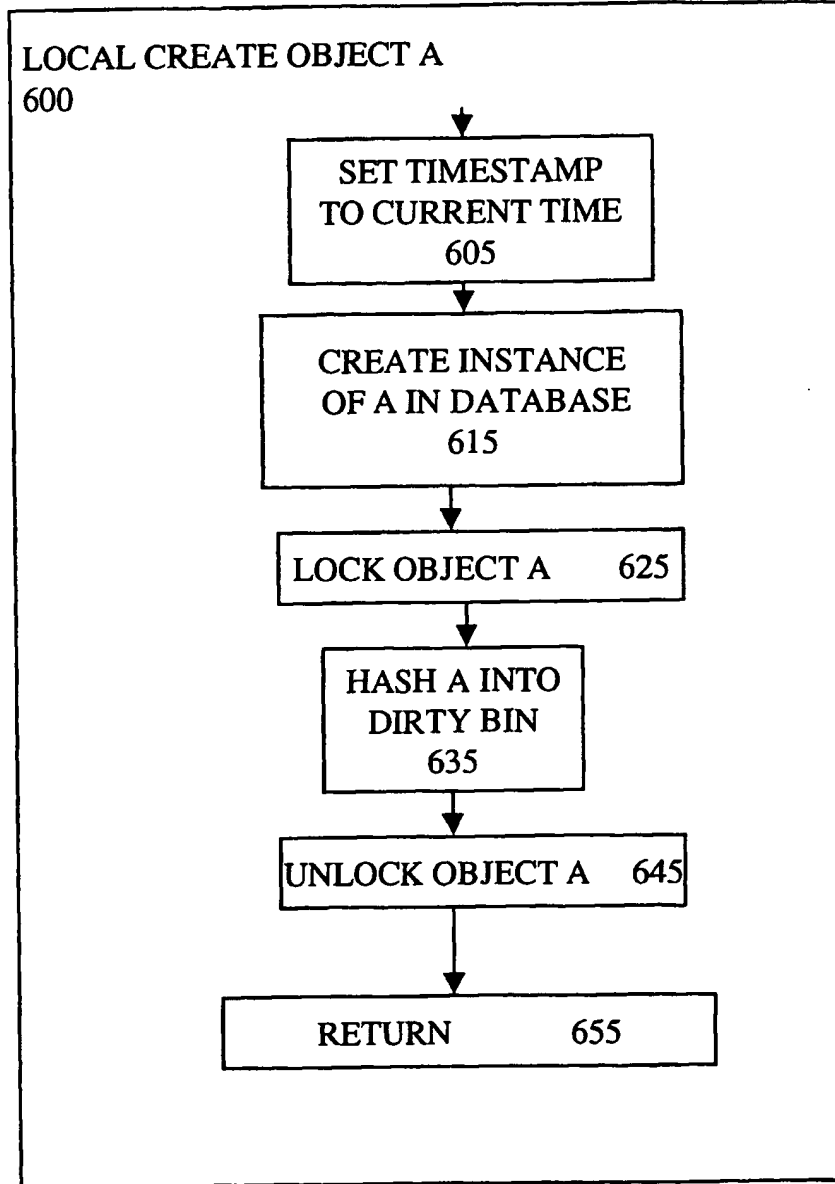 LOCAL CREATE OBJECT A
600
SET TIMESTAMP
TO CURRENT TIME
605
CREATE INSTANCE
OF A IN DATABASE
615
LOCK OBJECT A 625
HASH A INTO
DIRTY BIN
635
UNLOCK OBJECT A 645
RETURN 655